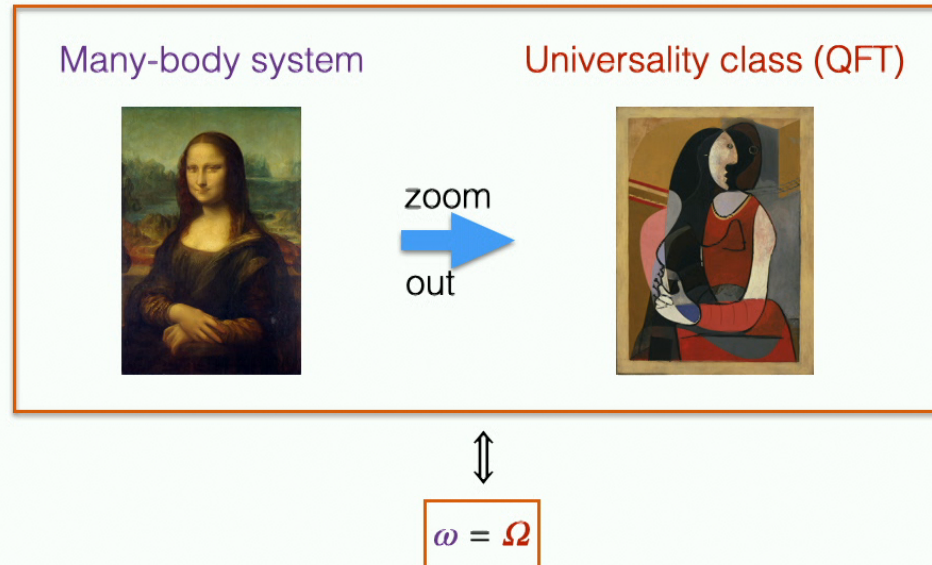 Many-body system
Universality class (QFT)
zoom
out
⇕
ω = Ω